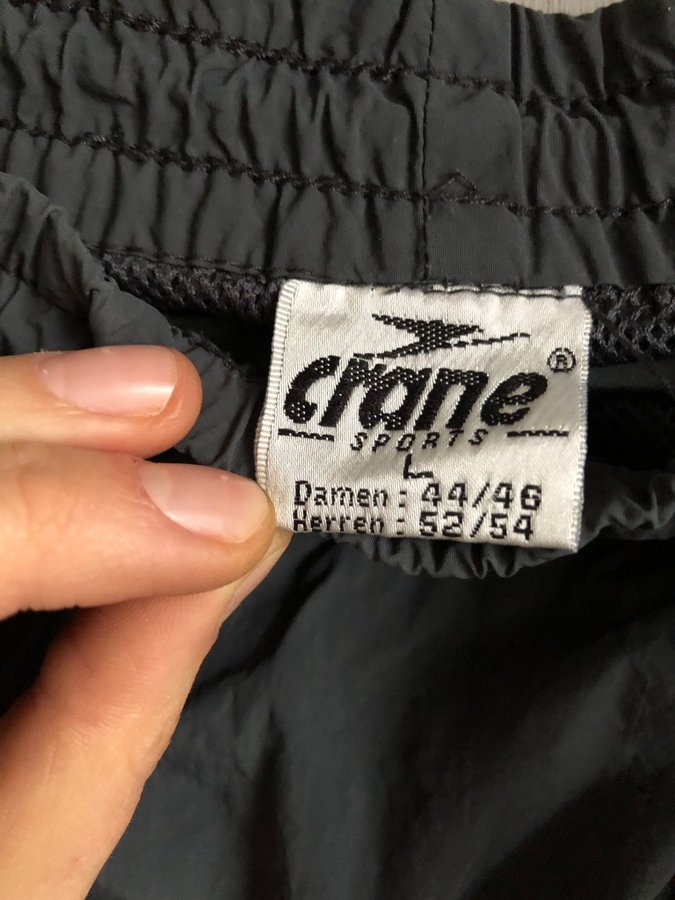 crane®
SPORTS
L
Damen: 44/46
Herren: 52/54